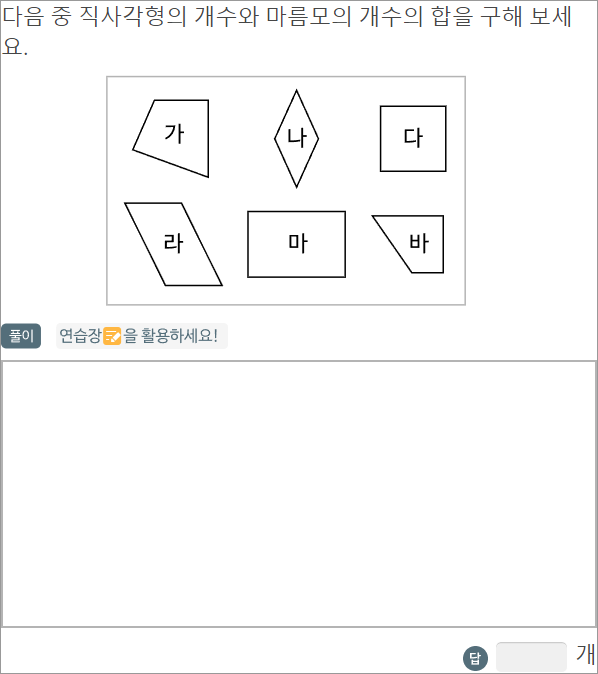 다음 중 직사각형의 개수와 마름모의 개수의 합을 구해 보세
요.
가
나
다
라
마
바
풀이
연습장을 활용하세요!
답
개